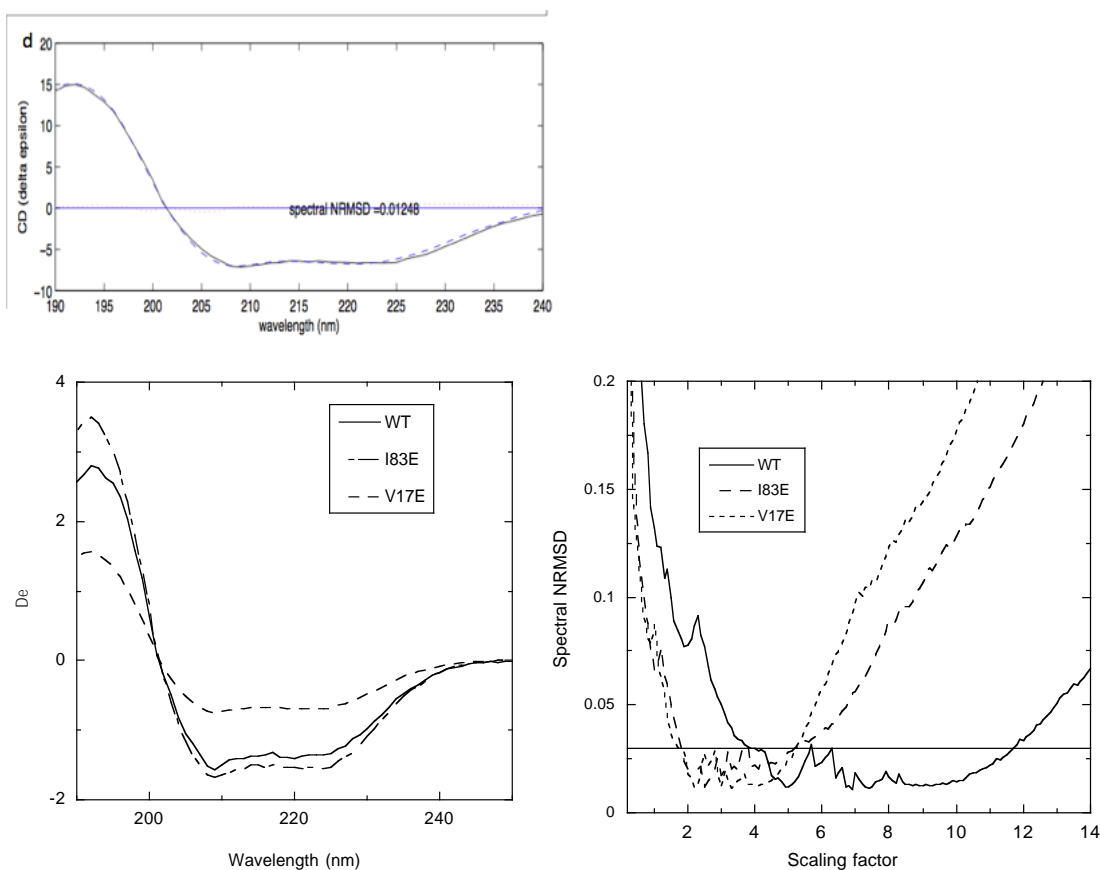 d
20
15
10
5
0
-5
-10
CD (delta epsilon)
spectral NRMSD =0.01248
190 195 200 205 210 215 220 225 230 235 240
wavelength (nm)
4
2
0
-2
De
WT
I83E
V17E
200 220 240
Wavelength (nm)
0.2
0.15
0.1
0.05
0
Spectral NRMSD
WT
I83E
V17E
2 4 6 8 10 12 14
Scaling factor